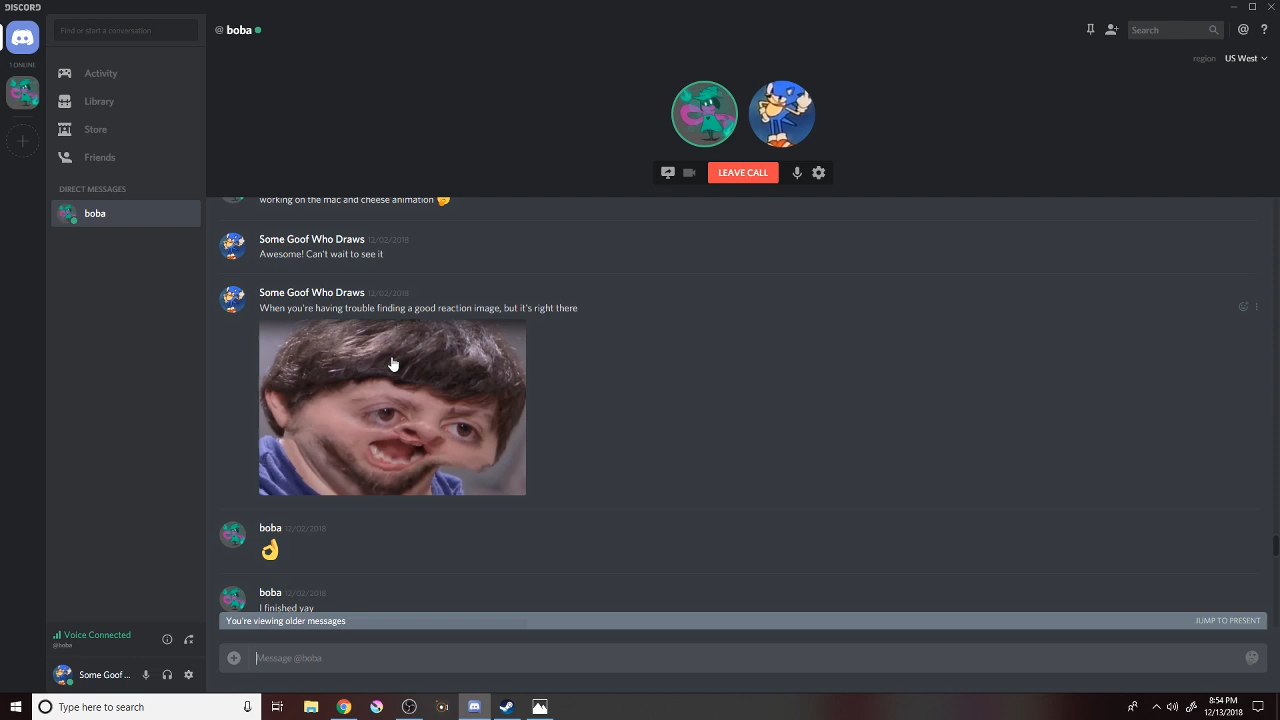 DISCORD
Find or start a conversation
@ boba
Search
@
?
region US West
1 ONLINE
Activity
Library
Store
Friends
DIRECT MESSAGES
boba
LEAVE CALL
working on the mac and cheese animation
Some Goof Who Draws 12/02/2018
Awesome! Can't wait to see it
Some Goof Who Draws 12/02/2018
When you're having trouble finding a good reaction image, but it's right there
boba 12/02/2018
boba 12/02/2018
I finished yay
You're viewing older messages
JUMP TO PRESENT
Voice Connected
@boba
Some Goof ...
Message @boba
Type here to search
8:54 PM
12/13/2018